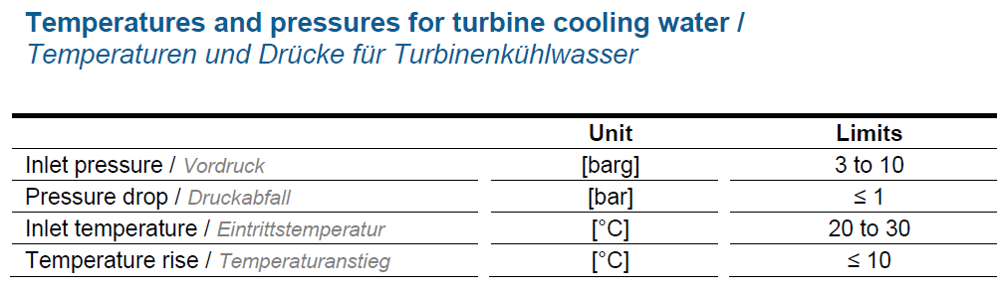 Temperatures and pressures for turbine cooling water /
Temperaturen und Drücke für Turbinenkühlwasser
Unit Limits
Inlet pressure / Vordruck [barg] 3 to 10
Pressure drop / Druckabfall [bar] ≤ 1
Inlet temperature / Eintrittstemperatur [°C] 20 to 30
Temperature rise / Temperaturanstieg [°C] ≤ 10